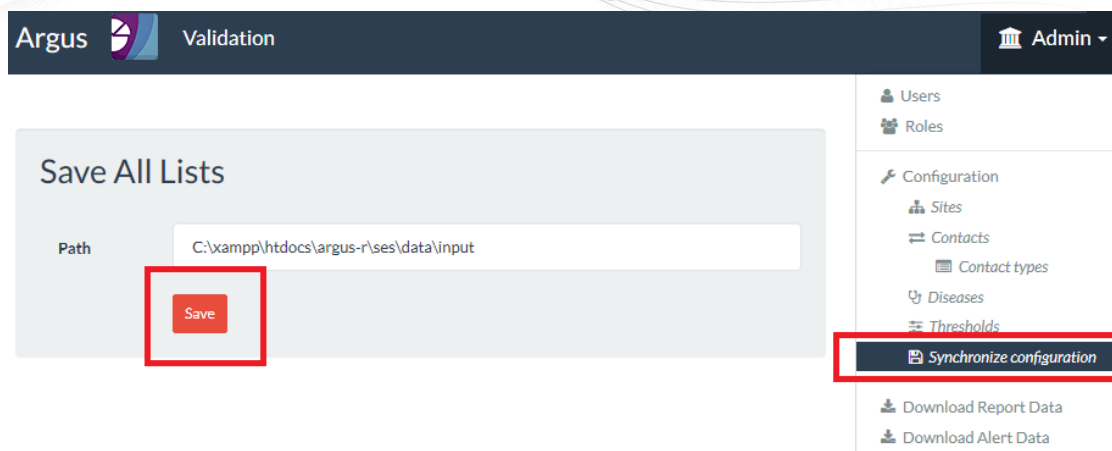 Argus Validation Admin
Save All Lists
Path C:\xampp\htdocs\argus-r\ses\data\input
Save
Users
Roles
Configuration
Sites
Contacts
Contact types
Diseases
Thresholds
Synchronize configuration
Download Report Data
Download Alert Data